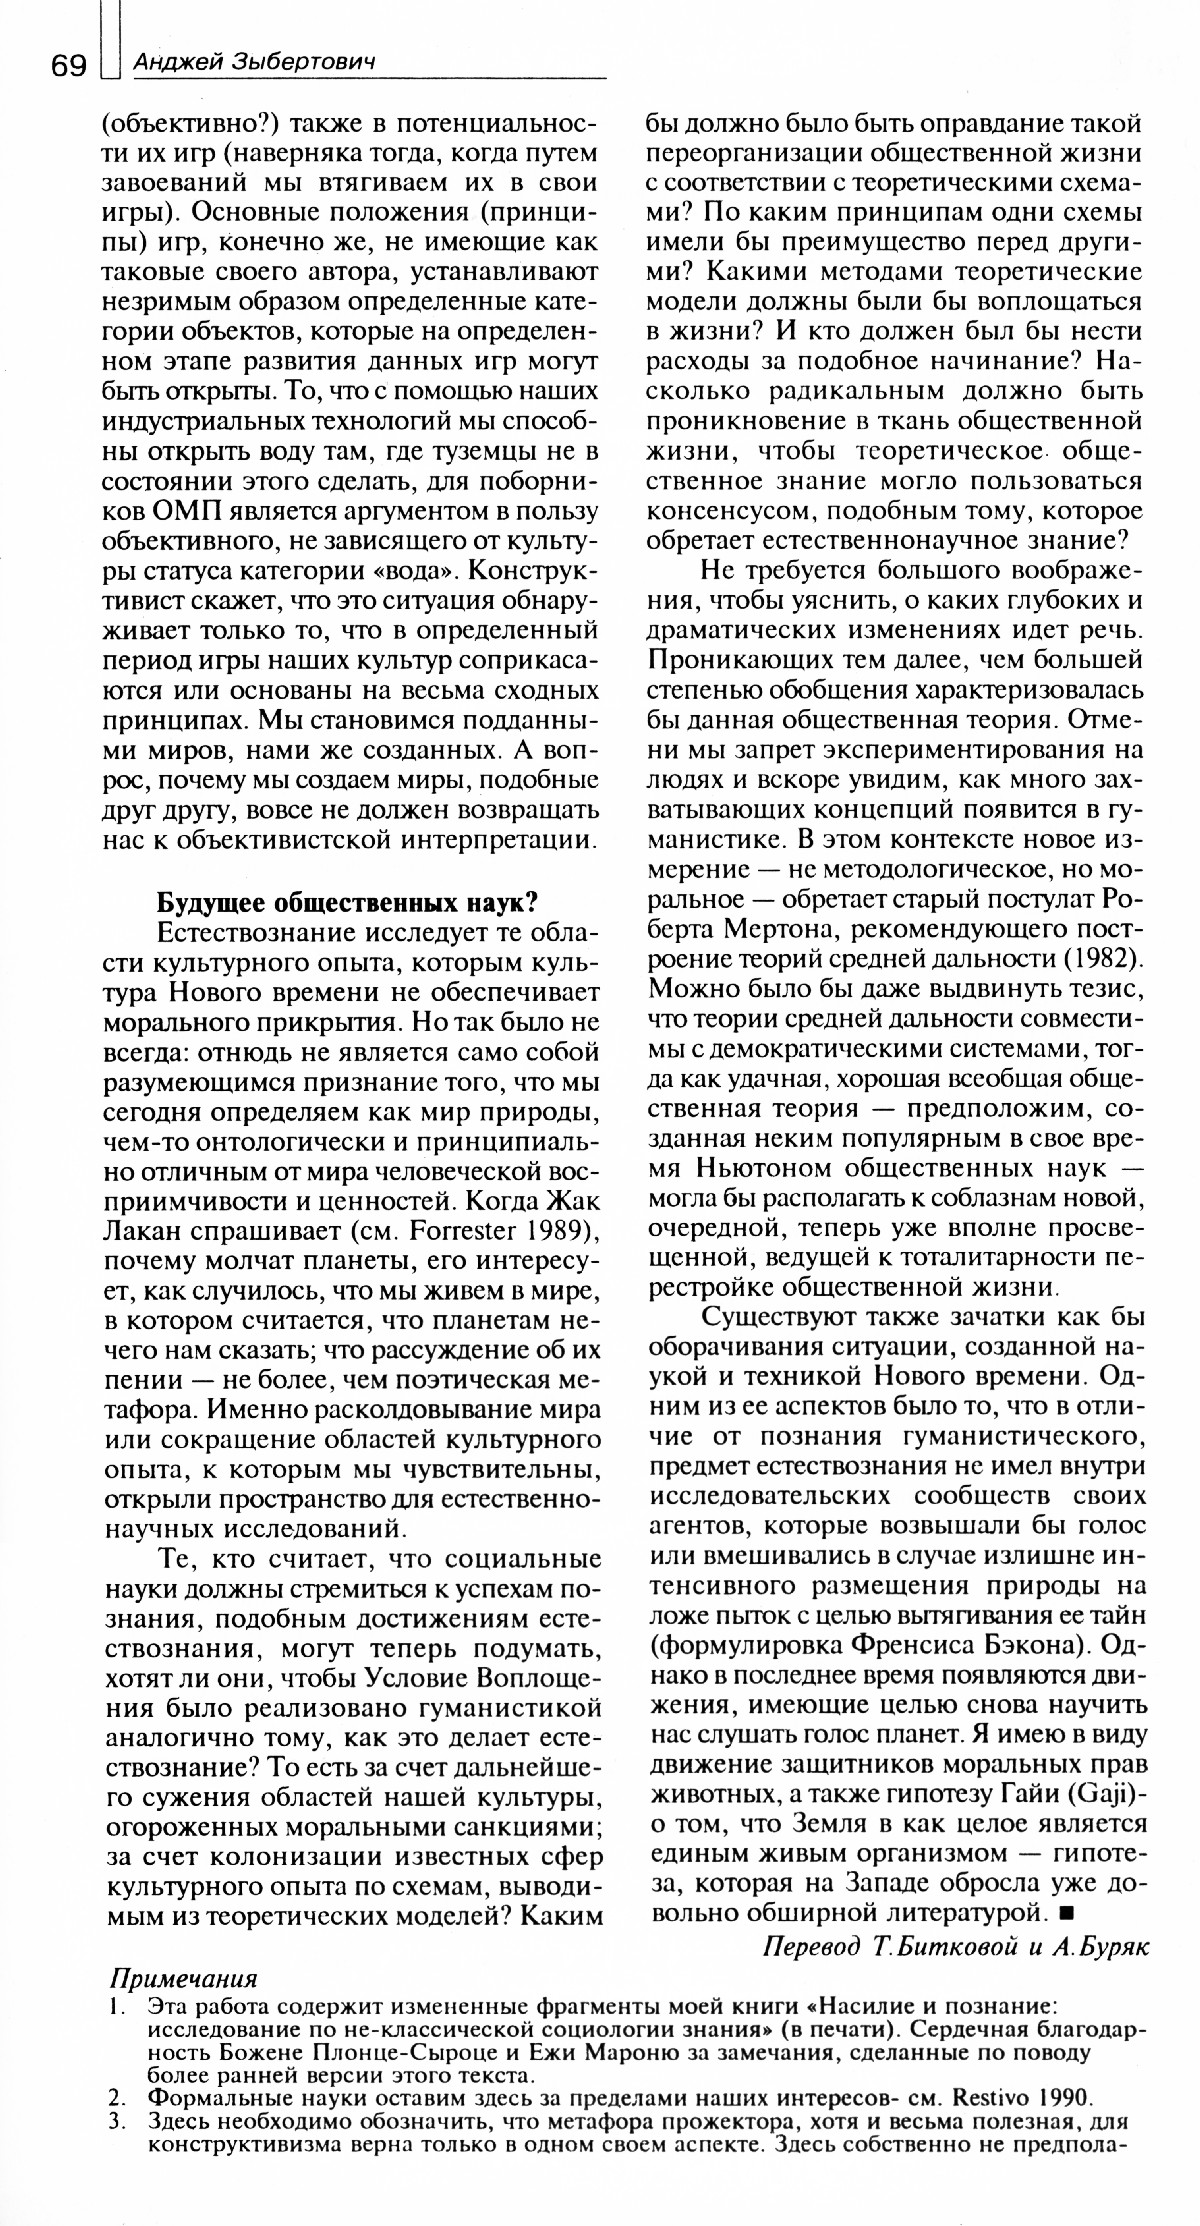 69
Анджей Зыбертович
(объективно?) также в потенциальнос-
ти их игр (наверняка тогда, когда путем
завоеваний мы втягиваем их в свои
игры). Основные положения (принци-
пы) игр, конечно же, не имеющие как
таковые своего автора, устанавливают
незримым образом определенные кате-
гории объектов, которые на определен-
ном этапе развития данных игр могут
быть открыты. То, что с помощью наших
индустриальных технологий мы способ-
ны открыть воду там, где туземцы не в
состоянии этого сделать, для поборни-
ков ОМП является аргументом в пользу
объективного, не зависящего от культу-
ры статуса категории «вода». Конструк-
тивист скажет, что это ситуация обнару-
живает только то, что в определенный
период игры наших культур соприкаса-
ются или основаны на весьма сходных
принципах. Мы становимся подданны-
ми миров, нами же созданных. А воп-
рос, почему мы создаем миры, подобные
друг другу, вовсе не должен возвращать
нас к объективистской интерпретации.
Будущее общественных наук?
Естествознание исследует те обла-
сти культурного опыта, которым куль-
тура Нового времени не обеспечивает
морального прикрытия. Но так было не
всегда: отнюдь не является само собой
разумеющимся признание того, что мы
сегодня определяем как мир природы,
чем-то онтологически и принципиаль-
но отличным от мира человеческой вос-
приимчивости и ценностей. Когда Жак
Лакан спрашивает (см. Forrester 1989),
почему молчат планеты, его интересу-
ет, как случилось, что мы живем в мире,
в котором считается, что планетам не-
чего нам сказать; что рассуждение об их
пении — не более, чем поэтическая ме-
тафора. Именно расколдовывание мира
или сокращение областей культурного
опыта, к которым мы чувствительны,
открыли пространство для естественно-
научных исследований.
Те, кто считает, что социальные
науки должны стремиться к успехам по-
знания, подобным достижениям есте-
ствознания, могут теперь подумать,
хотят ли они, чтобы Условие Воплоще-
ния было реализовано гуманистикой
аналогично тому, как это делает есте-
ствознание? То есть за счет дальнейше-
го сужения областей нашей культуры,
огороженных моральными санкциями;
за счет колонизации известных сфер
культурного опыта по схемам, выводи-
мым из теоретических моделей? Каким
бы должно было быть оправдание такой
переорганизации общественной жизни
с соответствии с теоретическими схема-
ми? По каким принципам одни схемы
имели бы преимущество перед други-
ми? Какими методами теоретические
модели должны были бы воплощаться
в жизни? И кто должен был бы нести
расходы за подобное начинание? На-
сколько радикальным должно быть
проникновение в ткань общественной
жизни, чтобы теоретическое обще-
ственное знание могло пользоваться
консенсусом, подобным тому, которое
обретает естественнонаучное знание?
Не требуется большого воображе-
ния, чтобы уяснить, о каких глубоких и
драматических изменениях идет речь.
Проникающих тем далее, чем большей
степенью обобщения характеризовалась
бы данная общественная теория. Отме-
ни мы запрет экспериментирования на
людях и вскоре увидим, как много зах-
ватывающих концепций появится в гу-
манистике. В этом контексте новое из-
мерение — не методологическое, но мо-
ральное — обретает старый постулат Ро-
берта Мертона, рекомендующего пост-
роение теорий средней дальности (1982).
Можно было бы даже выдвинуть тезис,
что теории средней дальности совмести-
мы с демократическими системами, тог-
да как удачная, хорошая всеобщая обще-
ственная теория — предположим, со-
зданная неким популярным в свое вре-
мя Ньютоном общественных наук —
могла бы располагать к соблазнам новой,
очередной, теперь уже вполне просве-
щенной, ведущей к тоталитарности пе-
рестройке общественной жизни.
Существуют также зачатки как бы
оборачивания ситуации, созданной на-
укой и техникой Нового времени. Од-
ним из ее аспектов было то, что в отли-
чие от познания гуманистического,
предмет естествознания не имел внутри
исследовательских сообществ своих
агентов, которые возвышали бы голос
или вмешивались в случае излишне ин-
тенсивного размещения природы на
ложе пыток с целью вытягивания ее тайн
(формулировка Френсиса Бэкона). Од-
нако в последнее время появляются дви-
жения, имеющие целью снова научить
нас слушать голос планет. Я имею в виду
движение защитников моральных прав
животных, а также гипотезу Гайи (Gaji)-
о том, что Земля в как целое является
единым живым организмом — гипоте-
за, которая на Западе обросла уже до-
вольно обширной литературой. ■
Перевод Т.Битковой и А.Буряк
Примечания
1. Эта работа содержит измененные фрагменты моей книги «Насилие и познание:
исследование по не-классической социологии знания» (в печати). Сердечная благодар-
ность Божене Плонце-Сыроце и Ежи Мароню за замечания, сделанные по поводу
более ранней версии этого текста.
2. Формальные науки оставим здесь за пределами наших интересов- см. Restivo 1990.
3. Здесь необходимо обозначить, что метафора прожектора, хотя и весьма полезная, для
конструктивизма верна только в одном своем аспекте. Здесь собственно не предпола-